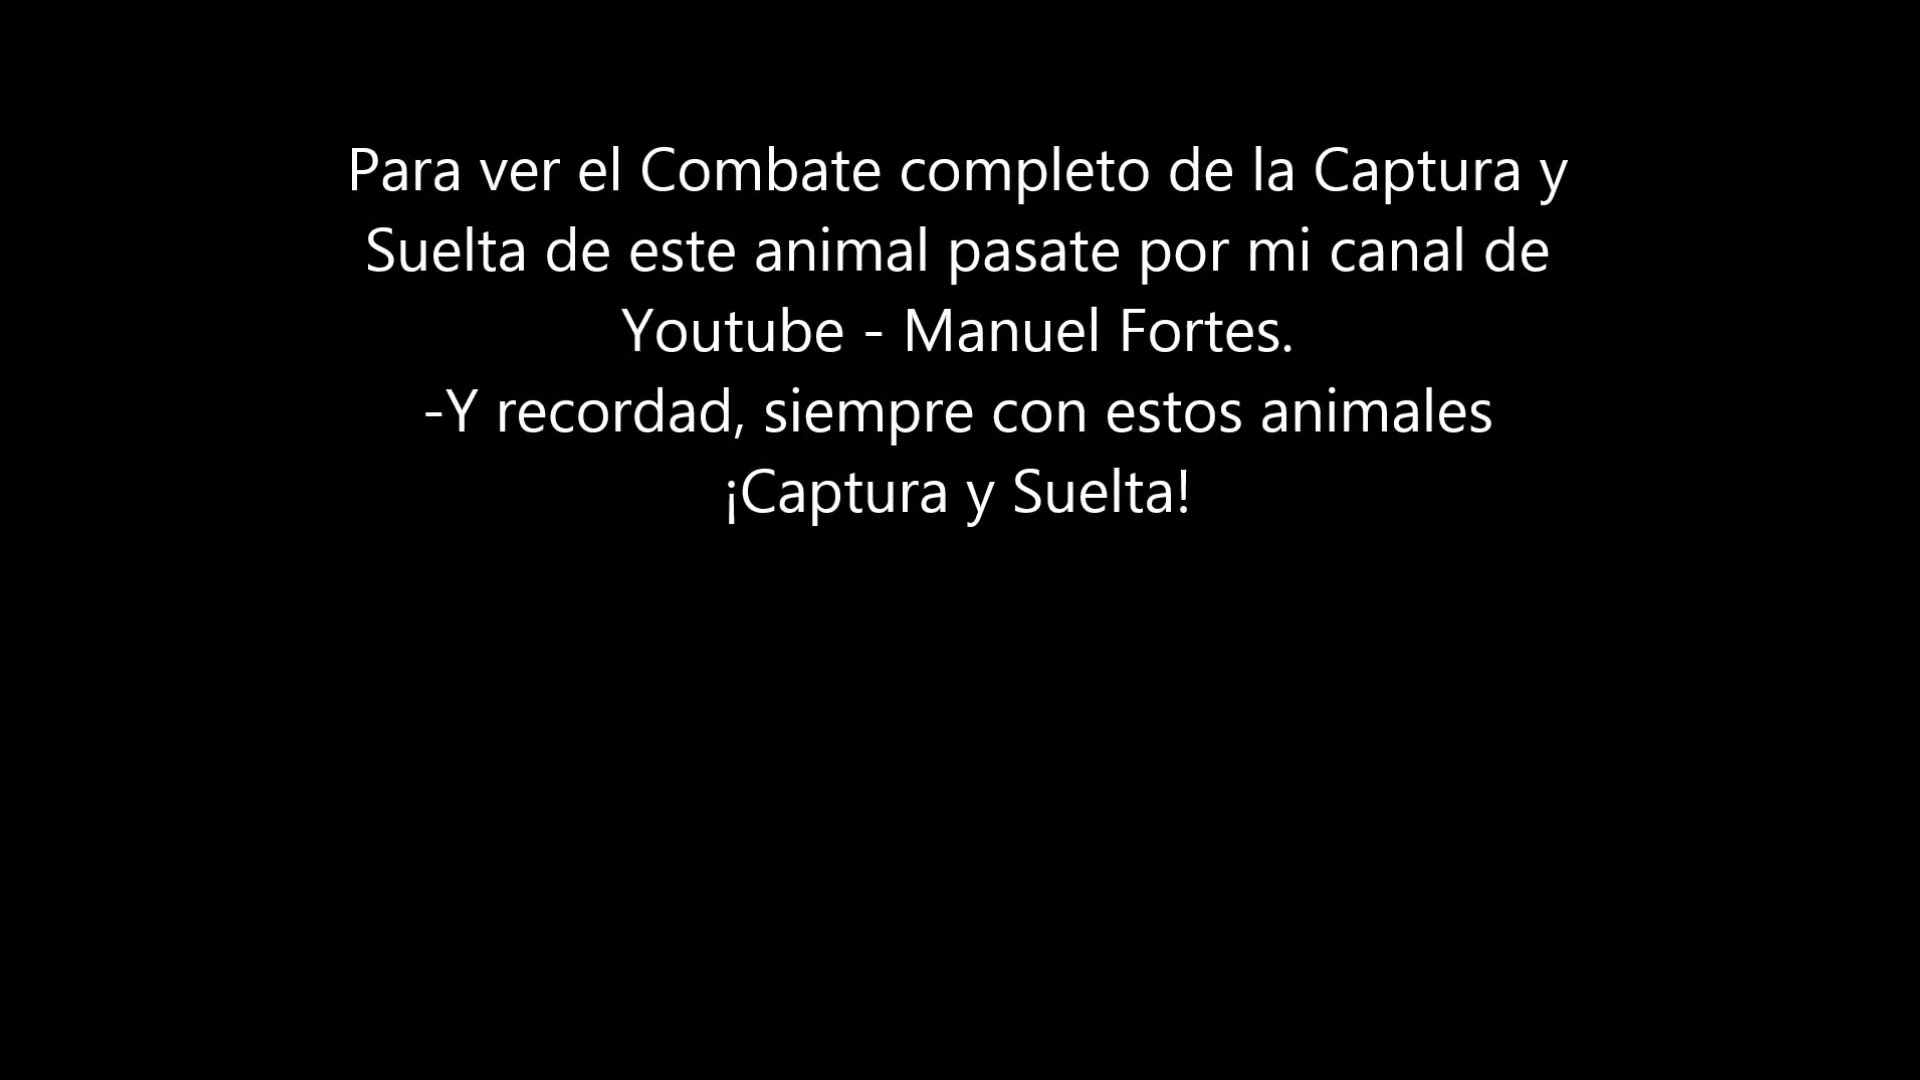 Para ver el Combate completo de la Captura y
Suelta de este animal pasate por mi canal de
Youtube - Manuel Fortes.
-Y recordad, siempre con estos animales
¡Captura y Suelta!